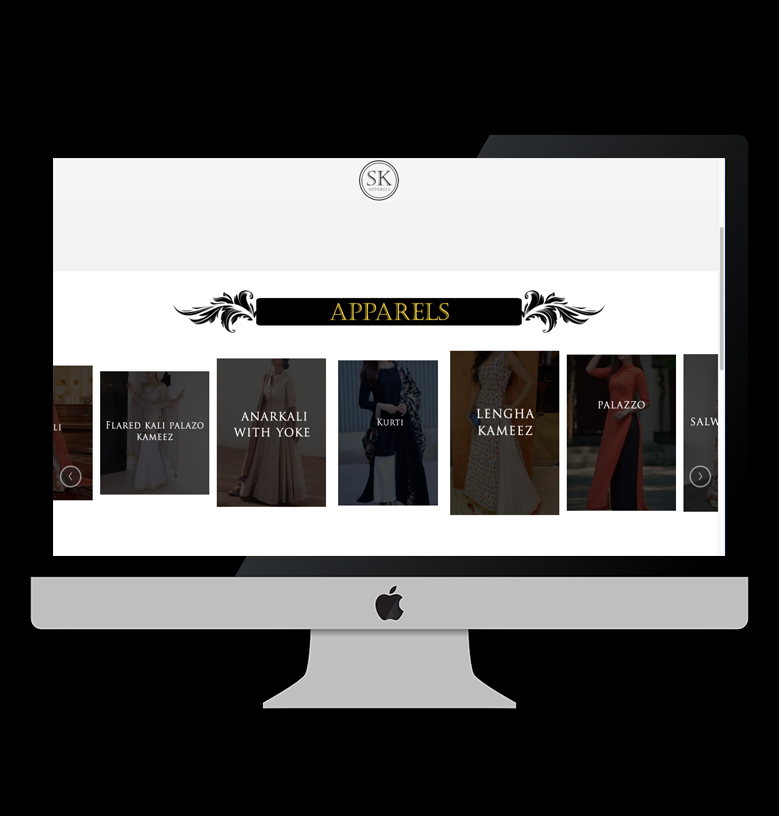 SK
APPARELS
APPARELS
LI
Flared kali palazo
kameez
ANARKALI
WITH YOKE
Kurti
LENGHA
KAMEEZ
PALAZZO
SALW